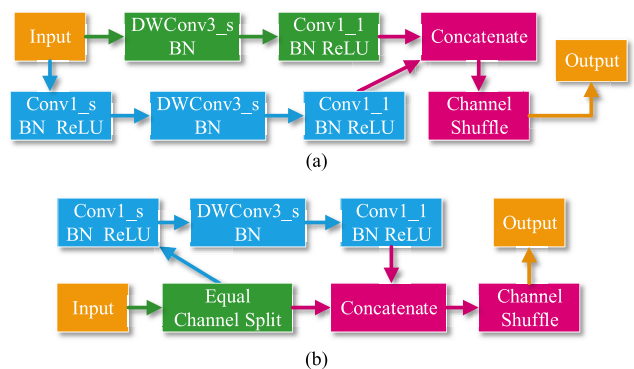 Input
DWConv3_s
BN
Conv1_1
BN ReLU
Concatenate
Output
Conv1_s
BN ReLU
DWConv3_s
BN
Conv1_1
BN ReLU
Channel
Shuffle
(a)
Conv1_s
BN ReLU
DWConv3_s
BN
Conv1_1
BN ReLU
Output
Input
Equal
Channel Split
Concatenate
Channel
Shuffle
(b)